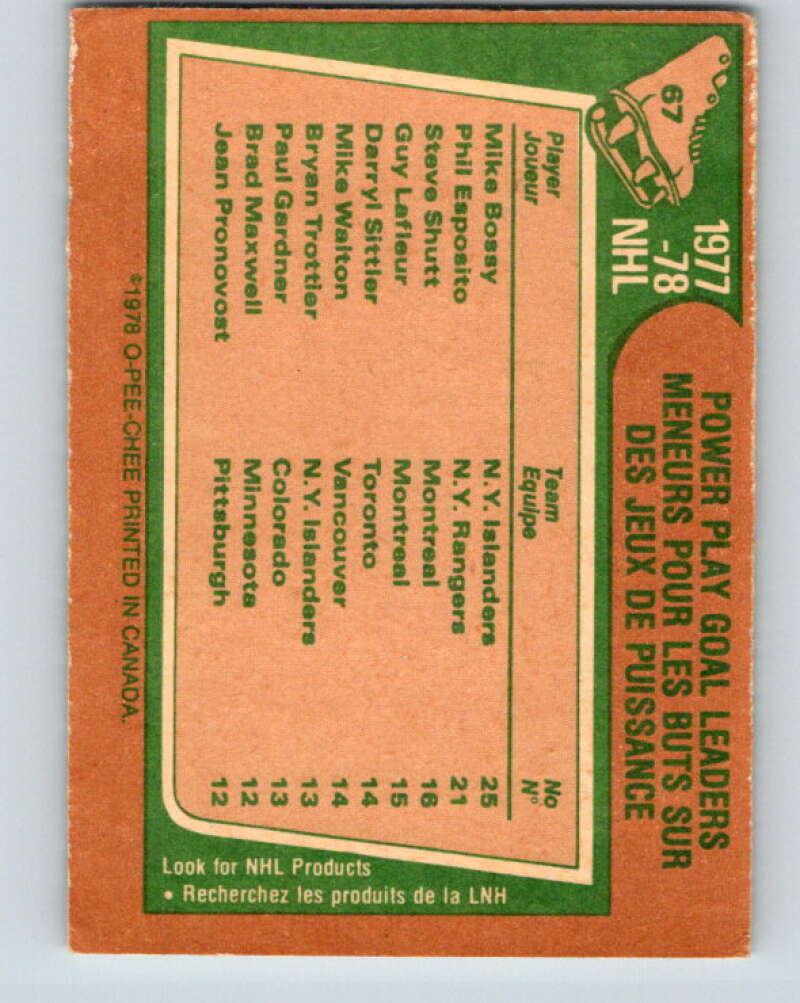 67
1977
-78
NHL
POWER PLAY GOAL LEADERS
MENEURS POUR LES BUTS SUR
DES JEUX DE PUISSANCE
Player Team No
Joueur Equipe N°
Mike Bossy N.Y. Islanders 25
Phil Esposito N.Y. Rangers 21
Steve Shutt Montreal 16
Guy Lafleur Montreal 15
Darryl Sittler Toronto 14
Mike Walton Vancouver 14
Bryan Trottier N.Y. Islanders 13
Paul Gardner Colorado 13
Brad Maxwell Minnesota 12
Jean Pronovost Pittsburgh 12
Look for NHL Products
• Recherchez les produits de la LNH
©1978 O-PEE-CHEE PRINTED IN CANADA.